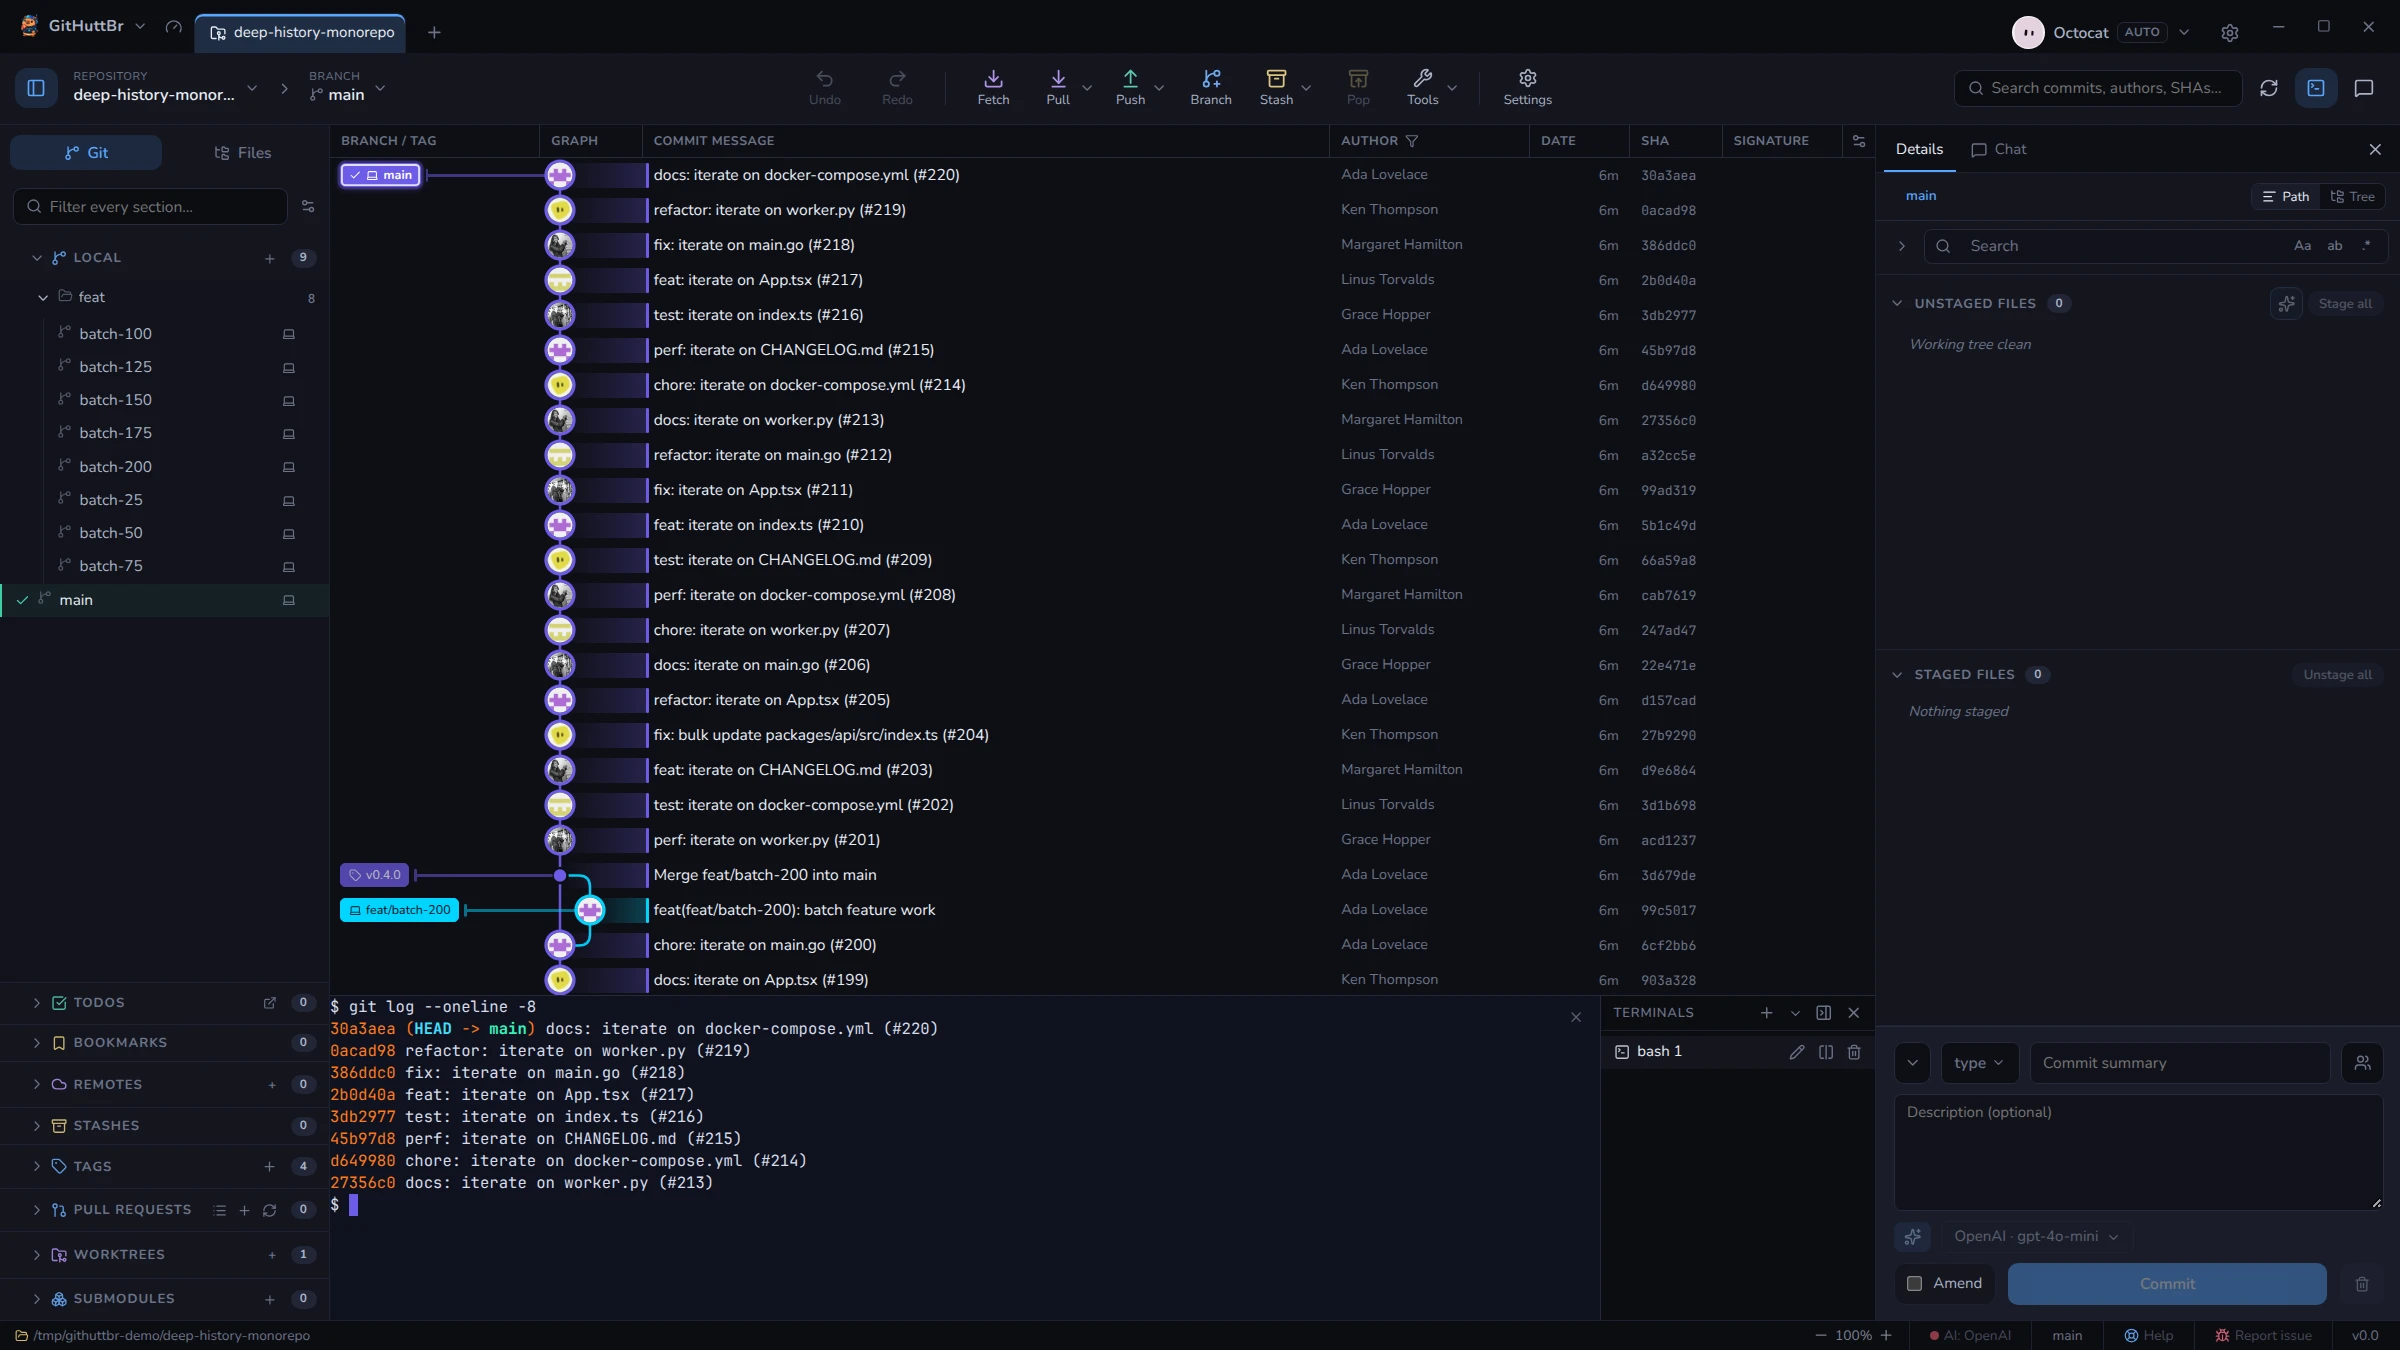 GitHuttBr
deep-history-monorepo
Octocat AUTO
REPOSITORY
deep-history-monor...
BRANCH
main
Undo
Redo
Fetch
Pull
Push
Branch
Stash
Pop
Tools
Settings
Search commits, authors, SHAs...
Git
Files
Filter every section...
LOCAL 9
feat 8
batch-100
batch-125
batch-150
batch-175
batch-200
batch-25
batch-50
batch-75
main
TODOS 0
BOOKMARKS 0
REMOTES 0
STASHES 0
TAGS 4
PULL REQUESTS 0
WORKTREES 1
SUBMODULES 0
BRANCH / TAG GRAPH COMMIT MESSAGE AUTHOR DATE SHA SIGNATURE
main docs: iterate on docker-compose.yml (#220) Ada Lovelace 6m 30a3aea
refactor: iterate on worker.py (#219) Ken Thompson 6m 0acad98
fix: iterate on main.go (#218) Margaret Hamilton 6m 386ddc0
feat: iterate on App.tsx (#217) Linus Torvalds 6m 2b0d40a
test: iterate on index.ts (#216) Grace Hopper 6m 3db2977
perf: iterate on CHANGELOG.md (#215) Ada Lovelace 6m 45b97d8
chore: iterate on docker-compose.yml (#214) Ken Thompson 6m d649980
docs: iterate on worker.py (#213) Margaret Hamilton 6m 27356c0
refactor: iterate on main.go (#212) Linus Torvalds 6m a32cc5e
fix: iterate on App.tsx (#211) Grace Hopper 6m 99ad319
feat: iterate on index.ts (#210) Ada Lovelace 6m 5b1c49d
test: iterate on CHANGELOG.md (#209) Ken Thompson 6m 66a59a8
perf: iterate on docker-compose.yml (#208) Margaret Hamilton 6m cab7619
chore: iterate on worker.py (#207) Linus Torvalds 6m 247ad47
docs: iterate on main.go (#206) Grace Hopper 6m 22e471e
refactor: iterate on App.tsx (#205) Ada Lovelace 6m d157cad
fix: bulk update packages/api/src/index.ts (#204) Ken Thompson 6m 27b9290
feat: iterate on CHANGELOG.md (#203) Margaret Hamilton 6m d9e6864
test: iterate on docker-compose.yml (#202) Linus Torvalds 6m 3d1b698
perf: iterate on worker.py (#201) Grace Hopper 6m acd1237
v0.4.0 Merge feat/batch-200 into main Ada Lovelace 6m 3d679de
feat/batch-200 feat(feat/batch-200): batch feature work Ada Lovelace 6m 99c5017
chore: iterate on main.go (#200) Ada Lovelace 6m 6cf2bb6
docs: iterate on App.tsx (#199) Ken Thompson 6m 903a328
$ git log --oneline -8
30a3aea (HEAD -> main) docs: iterate on docker-compose.yml (#220)
0acad98 refactor: iterate on worker.py (#219)
386ddc0 fix: iterate on main.go (#218)
2b0d40a feat: iterate on App.tsx (#217)
3db2977 test: iterate on index.ts (#216)
45b97d8 perf: iterate on CHANGELOG.md (#215)
d649980 chore: iterate on docker-compose.yml (#214)
27356c0 docs: iterate on worker.py (#213)
$
TERMINALS
bash 1
Details
Chat
main
Path
Tree
Search Aa ab .*
UNSTAGED FILES 0 Stage all
Working tree clean
STAGED FILES 0 Unstage all
Nothing staged
type
Commit summary
Description (optional)
OpenAI · gpt-4o-mini
Amend
Commit
/tmp/githuttbr-demo/deep-history-monorepo
100%
AI: OpenAI
main
Help
Report issue
v0.0